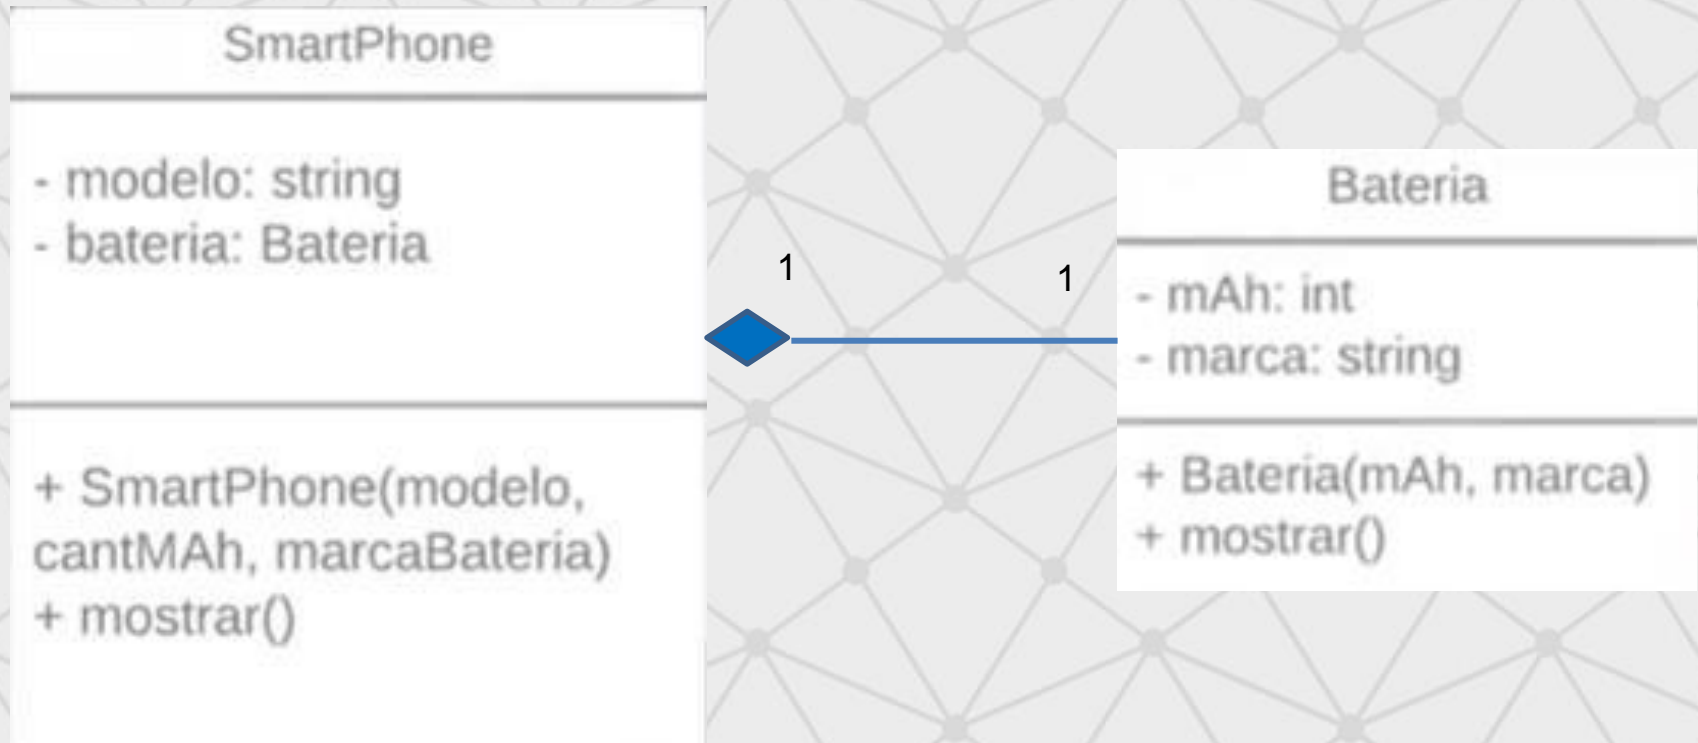 SmartPhone
- modelo: string
- bateria: Bateria
+ SmartPhone(modelo,
cantMAh, marcaBateria)
+ mostrar()
1
1
Bateria
- mAh: int
- marca: string
+ Bateria(mAh, marca)
+ mostrar()